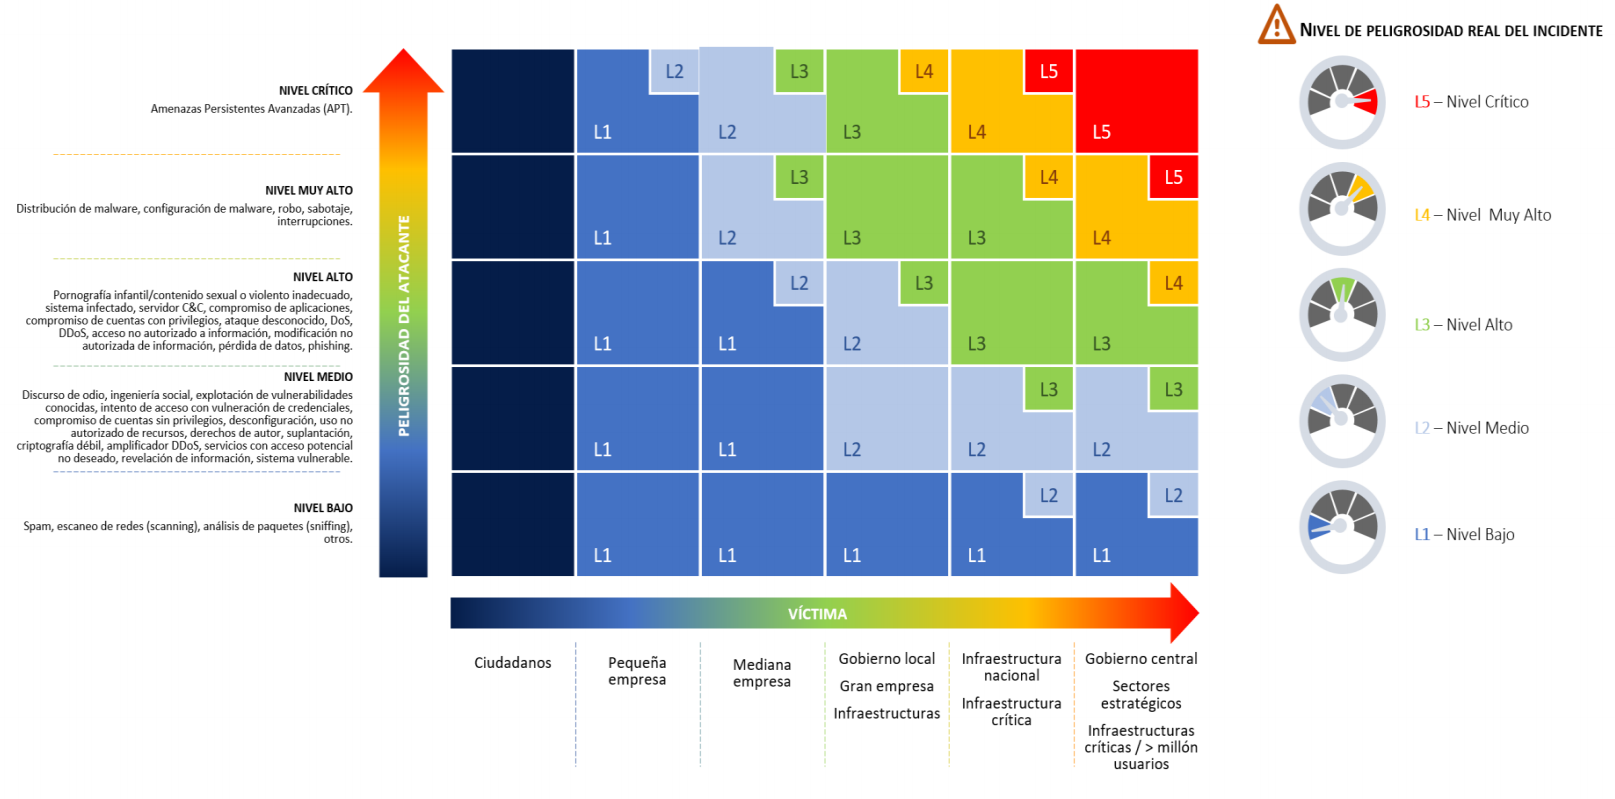 NIVEL DE PELIGROSIDAD REAL DEL INCIDENTE
NIVEL CRÍTICO
Amenazas Persistentes Avanzadas (APT).
NIVEL MUY ALTO
Distribución de malware, configuración de malware, robo, sabotaje,
interrupciones.
NIVEL ALTO
Pornografía infantil/contenido sexual o violento inadecuado,
sistema infectado, servidor C&C, compromiso de aplicaciones,
compromiso de cuentas con privilegios, ataque desconocido, DoS,
DDoS, acceso no autorizado a información, modificación no
autorizada de información, pérdida de datos, phishing.
NIVEL MEDIO
Discurso de odio, ingeniería social, explotación de vulnerabilidades
conocidas, intento de acceso con vulneración de credenciales,
compromiso de cuentas sin privilegios, desconfiguración, uso no
autorizado de recursos, derechos de autor, suplantación,
criptografía débil, amplificador DDoS, servicios con acceso potencial
no deseado, revelación de información, sistema vulnerable.
NIVEL BAJO
Spam, escaneo de redes (scanning), análisis de paquetes (sniffing),
otros.
PELIGROSIDAD DEL ATACANTE
L2 L3 L4 L5
L1 L2 L3 L4 L5
L3 L4 L5
L1 L2 L3 L3 L4
L2 L3 L4
L1 L1 L2 L3 L3
L3 L3
L1 L1 L2 L2 L2
L2 L2
L1 L1 L1 L1 L1
VÍCTIMA
Ciudadanos
Pequeña
empresa
Mediana
empresa
Gobierno local
Gran empresa
Infraestructuras
Infraestructura
nacional
Infraestructura
crítica
Gobierno central
Sectores
estratégicos
Infraestructuras
críticas / > millón
usuarios
L5 – Nivel Crítico
L4 – Nivel Muy Alto
L3 – Nivel Alto
L2 – Nivel Medio
L1 – Nivel Bajo